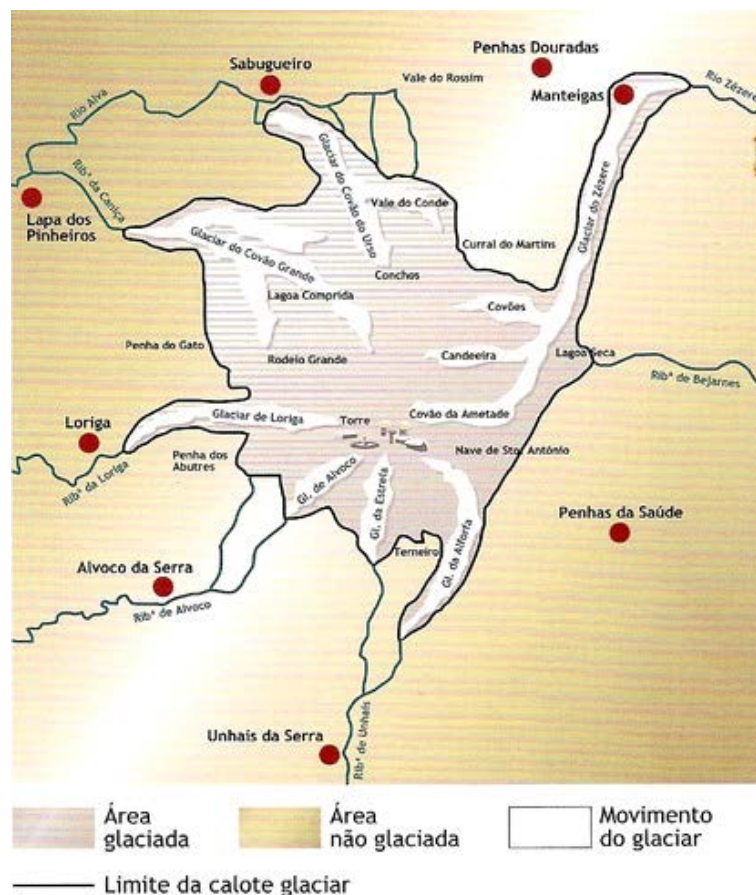 Penhas Douradas
Sabugueiro
Vale do Rossim
Manteigas
Rio Zêzere
Rio Alva
Ribª da Caniça
Lapa dos
Pinheiros
Glaciar do Covão do Urso
Vale do Conde
Glaciar do Zêzere
Glaciar do Covão Grande
Curral do Martins
Conchos
Lagoa Comprida
Covões
Penha do Gato
Rodeio Grande
Candeeira
Lagoa Seca
Ribª de Bejarnes
Loriga
Glaciar de Loriga
Torre
Covão da Ametade
Ribª da Loriga
Penha dos
Abutres
Nave de Sto. António
Gl. de Alvoco
Gl. da Estrela
Gl. da Alforfa
Penhas da Saúde
Terneiro
Alvoco da Serra
Ribª de Alvoco
Unhais da Serra
Ribª de Unhais
Área
glaciada
Área
não glaciada
Movimento
do glaciar
Limite da calote glaciar